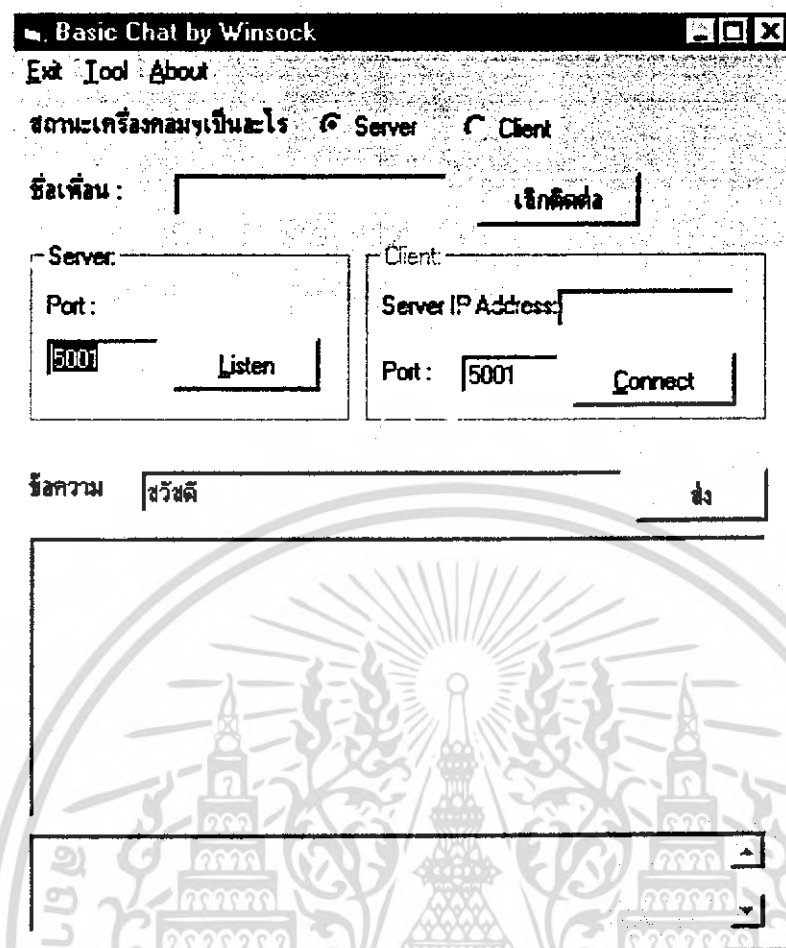 Basic Chat by Winsock
Exit Tool About
สถานะเครื่องคอมฯเป็นอะไร Server Client
ชื่อเพื่อน : เลิกติดต่อ
Server: Client:
Port : Server IP Address:
5001 Listen Port : 5001 Connect
ข้อความ สวัสดี ส่ง